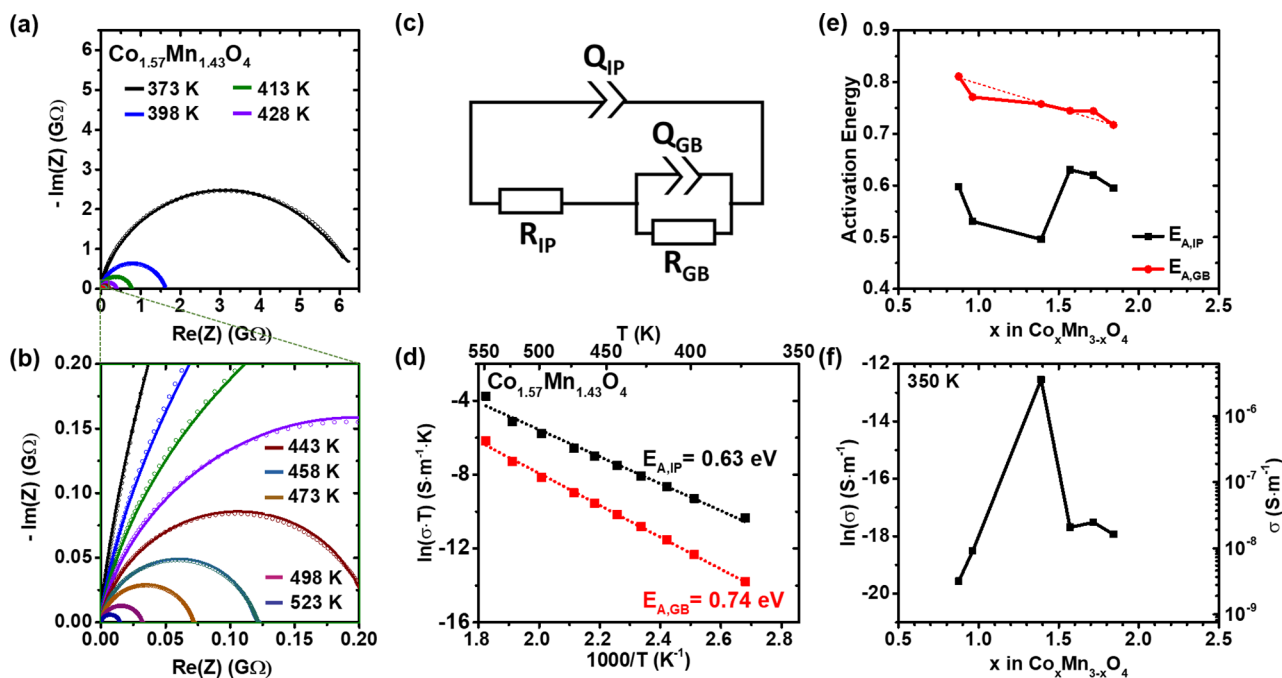 (a)
Co1.57Mn1.43O4
373 K
413 K
398 K
428 K
6
5
4
3
2
1
0
- Im(Z) (GΩ)
0 1 2 3 4 5 6
Re(Z) (GΩ)
(b)
0.20
0.15
0.10
0.05
0.00
-Im(Z) (GΩ)
443 K
458 K
473 K
498 K
523 K
0.00 0.05 0.10 0.15 0.20
Re(Z) (GΩ)
(c)
QIP
QGB
RIP
RGB
(d)
T (K)
550 500 450 400 350
Co1.57Mn1.43O4
-4
-8
-12
-16
ln(σ·T) (S·m-1·K)
EA,IP= 0.63 eV
EA,GB= 0.74 eV
1.8 2.0 2.2 2.4 2.6 2.8
1000/T (K-1)
(e)
0.9
0.8
0.7
0.6
0.5
0.4
Activation Energy
EA,IP
EA,GB
0.5 1.0 1.5 2.0 2.5
x in CoxMn3-xO4
(f)
350 K
-12
-14
-16
-18
-20
ln(σ) (S·m-1)
10-6
10-7
10-8
10-9
σ (S·m-1)
0.5 1.0 1.5 2.0 2.5
x in CoxMn3-xO4